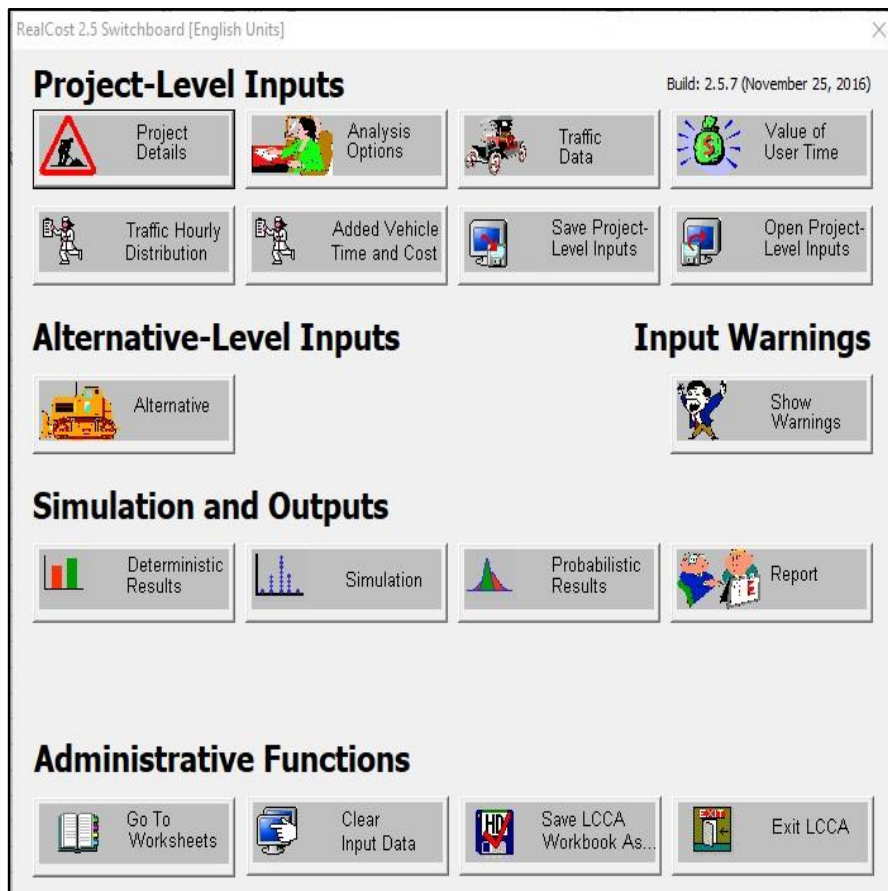 RealCost 2.5 Switchboard [English Units]
Project-Level Inputs
Build: 2.5.7 (November 25, 2016)
Project
Details
Analysis
Options
Traffic
Data
Value of
User Time
Traffic Hourly
Distribution
Added Vehicle
Time and Cost
Save Project-
Level Inputs
Open Project-
Level Inputs
Alternative-Level Inputs
Input Warnings
Alternative
Show
Warnings
Simulation and Outputs
Deterministic
Results
Simulation
Probabilistic
Results
Report
Administrative Functions
Go To
Worksheets
Clear
Input Data
HD
Save LCCA
Workbook As...
EXIT
Exit LCCA